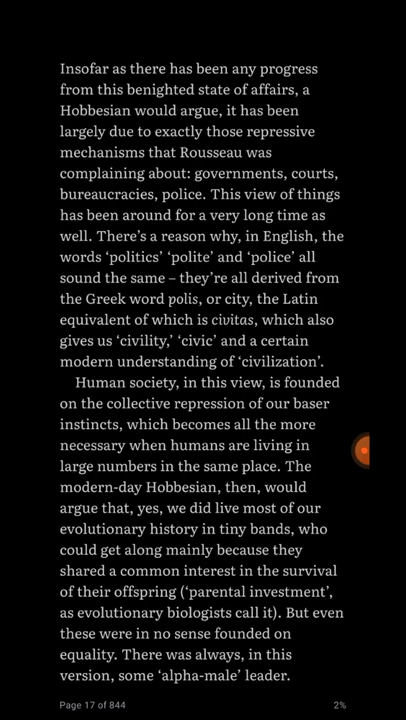 Insofar as there has been any progress
from this benighted state of affairs, a
Hobbesian would argue, it has been
largely due to exactly those repressive
mechanisms that Rousseau was
complaining about: governments, courts,
bureaucracies, police. This view of things
has been around for a very long time as
well. There’s a reason why, in English, the
words ‘politics’ ‘polite’ and ‘police’ all
sound the same – they’re all derived from
the Greek word polis, or city, the Latin
equivalent of which is civitas, which also
gives us ‘civility,’ ‘civic’ and a certain
modern understanding of ‘civilization’.
Human society, in this view, is founded
on the collective repression of our baser
instincts, which becomes all the more
necessary when humans are living in
large numbers in the same place. The
modern-day Hobbesian, then, would
argue that, yes, we did live most of our
evolutionary history in tiny bands, who
could get along mainly because they
shared a common interest in the survival
of their offspring (‘parental investment’,
as evolutionary biologists call it). But even
these were in no sense founded on
equality. There was always, in this
version, some ‘alpha-male’ leader.
Page 17 of 844 2%